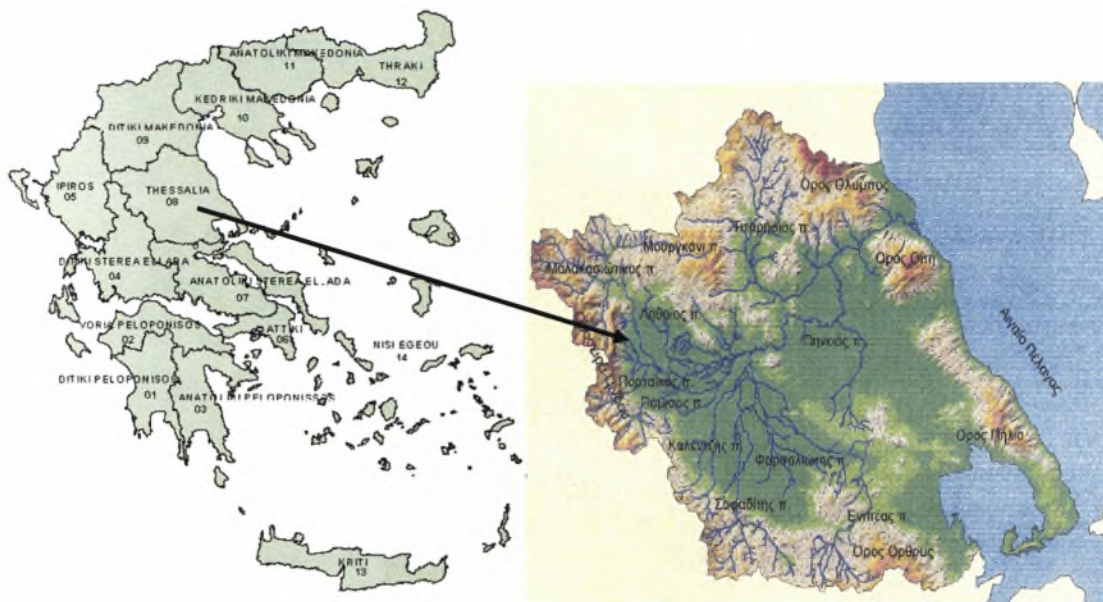 ANATOLIKI MAKEDONIA
11
THRAKI
12
KEDRIKI MAKEDONIA
10
DITIKI MAKEDONIA
09
IPIROS
05
THESSALIA
08
DITIKI STEREA ELLADA
04
ANATOLIKI STEREA ELLADA
07
VORIA PELOPONISOS
02
ATTIKI
06
NISI EGEOU
14
DITIKI PELOPONISOS
01
ANATOLIKI PELOPONISSOS
03
KRITI
13
Όρος Όλυμπος
Τιταρήσιος π.
Μουργκάνι π.
Όρος Οίτη
Μαλακασιώτικος π.
Ληθαίος π.
Αιγαίο Πέλαγος
Πηνειός π.
Πορταϊκός π.
Πάμισος π.
Καλέντζης π.
Φαρσαλιώτης π.
Όρος Πήλιο
Σοφαδίτης π.
Ενιπέας π.
Όρος Όρθρυς